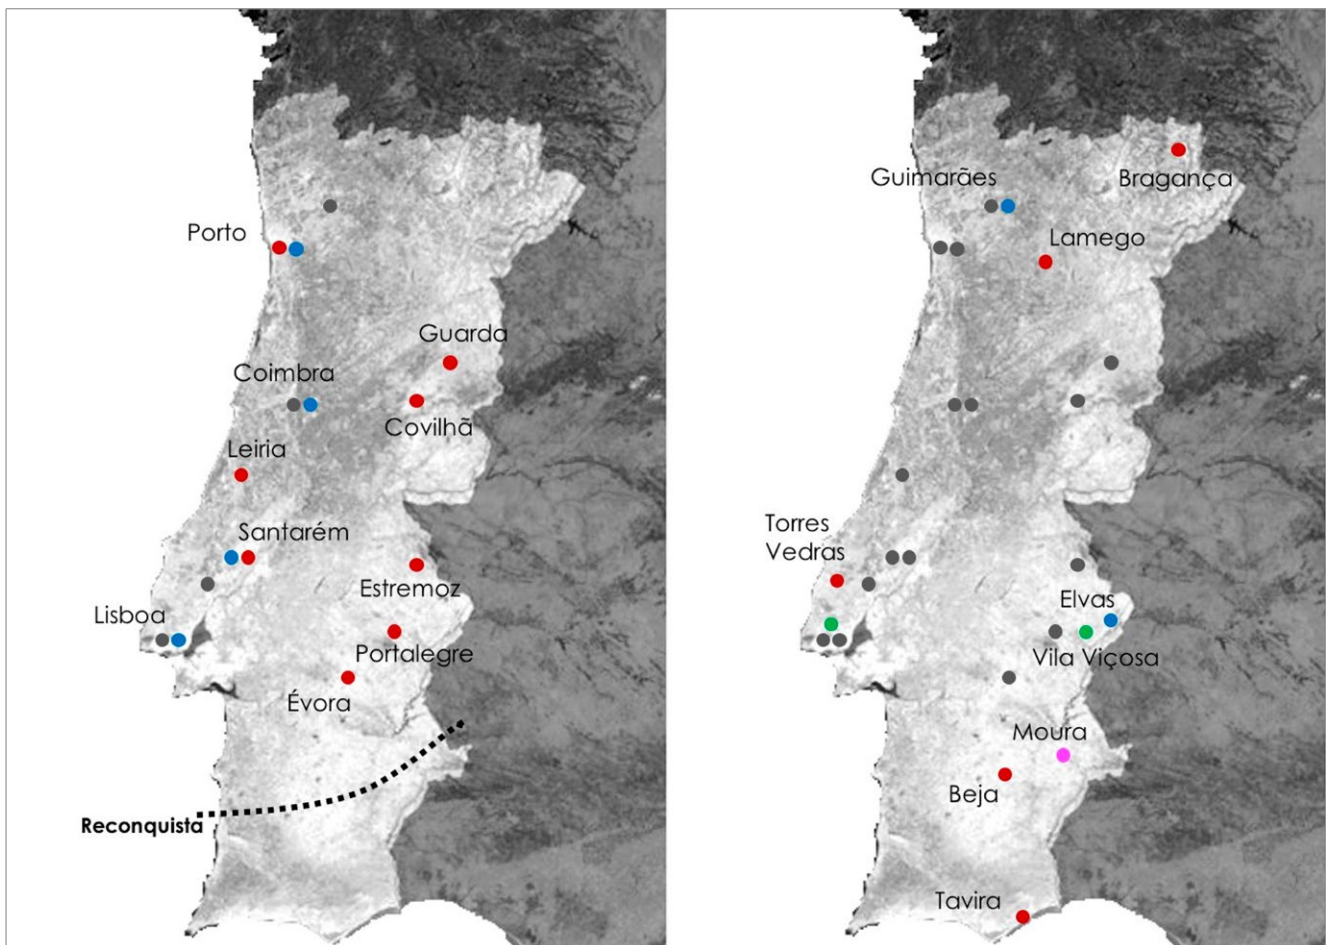 Porto
Guarda
Coimbra
Covilhã
Leiria
Santarém
Estremoz
Lisboa
Portalegre
Évora
Reconquista
Guimarães
Bragança
Lamego
Torres
Vedras
Elvas
Vila Viçosa
Moura
Beja
Tavira